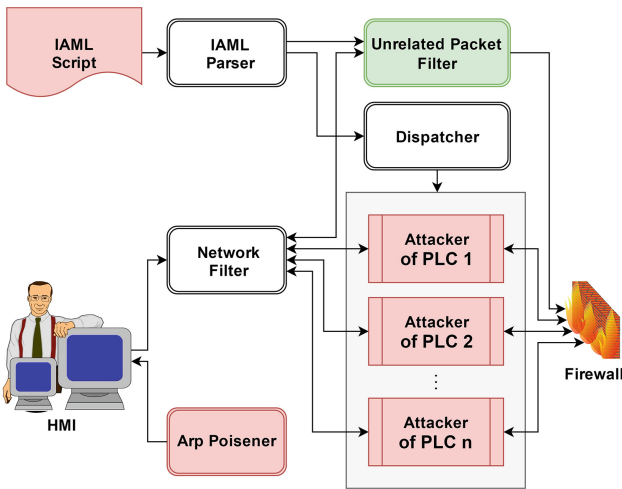 IAML
Script
IAML
Parser
Unrelated Packet
Filter
Dispatcher
Network
Filter
Attacker
of PLC 1
Attacker
of PLC 2
Attacker
of PLC n
Firewall
HMI
Arp Poisener